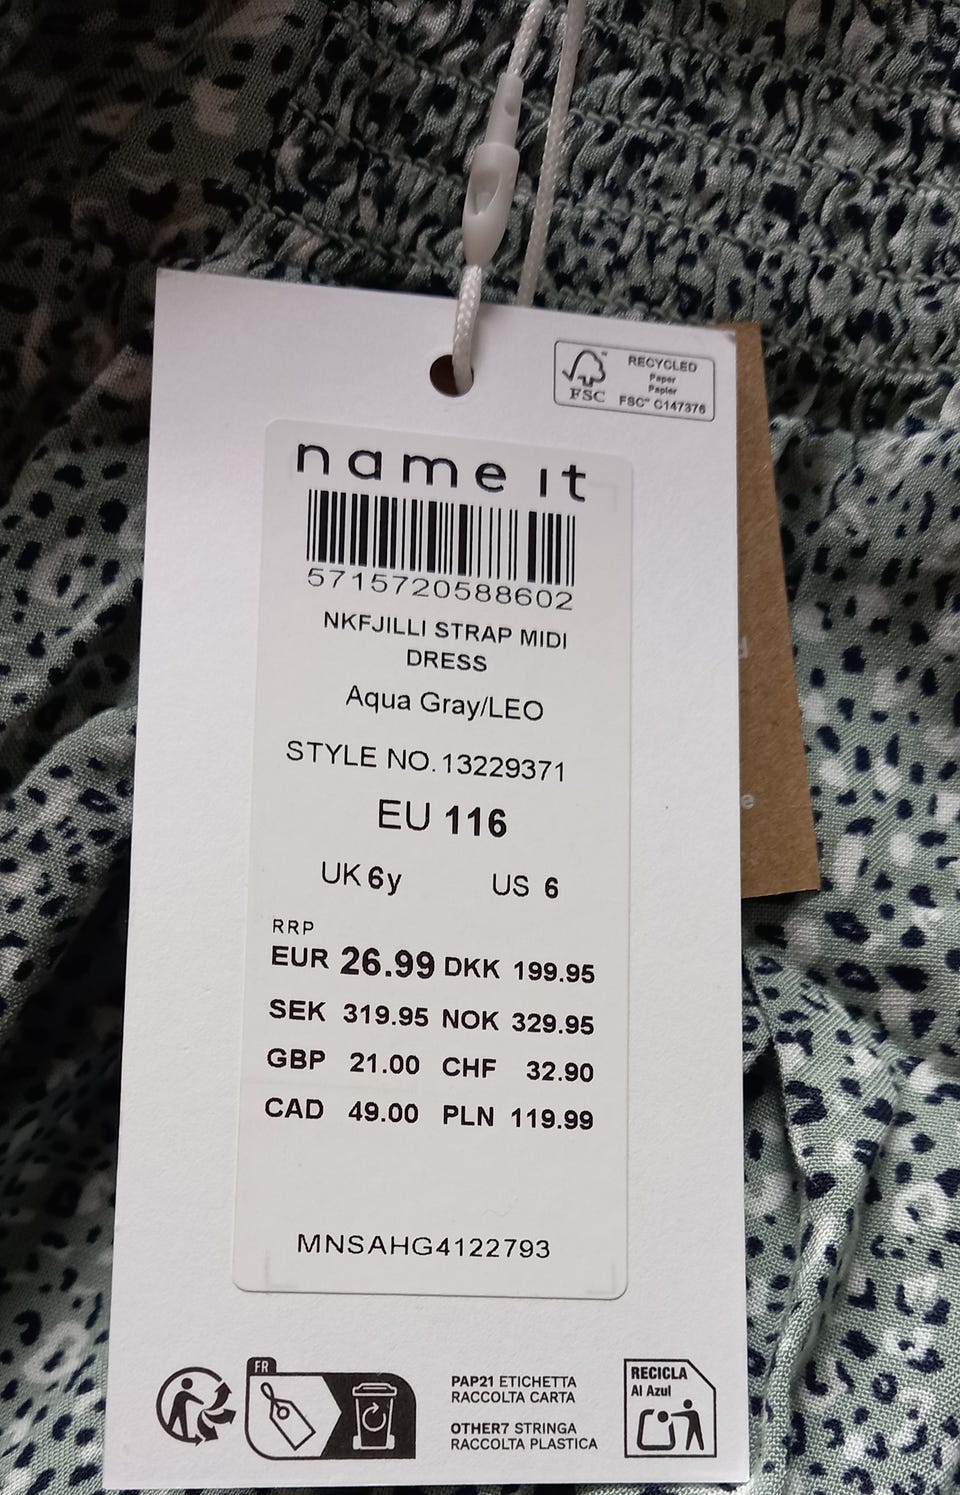 RECYCLED
Paper
Papier
FSC™ C147376
FSC
name it
5715720588602
NKFJILLI STRAP MIDI
DRESS
Aqua Gray/LEO
STYLE NO. 13229371
EU 116
UK 6y US 6
RRP
EUR 26.99 DKK 199.95
SEK 319.95 NOK 329.95
GBP 21.00 CHF 32.90
CAD 49.00 PLN 119.99
MNSAHG4122793
FR
PAP21 ETICHETTA
RACCOLTA CARTA
OTHER7 STRINGA
RACCOLTA PLASTICA
RECICLA
Al Azul